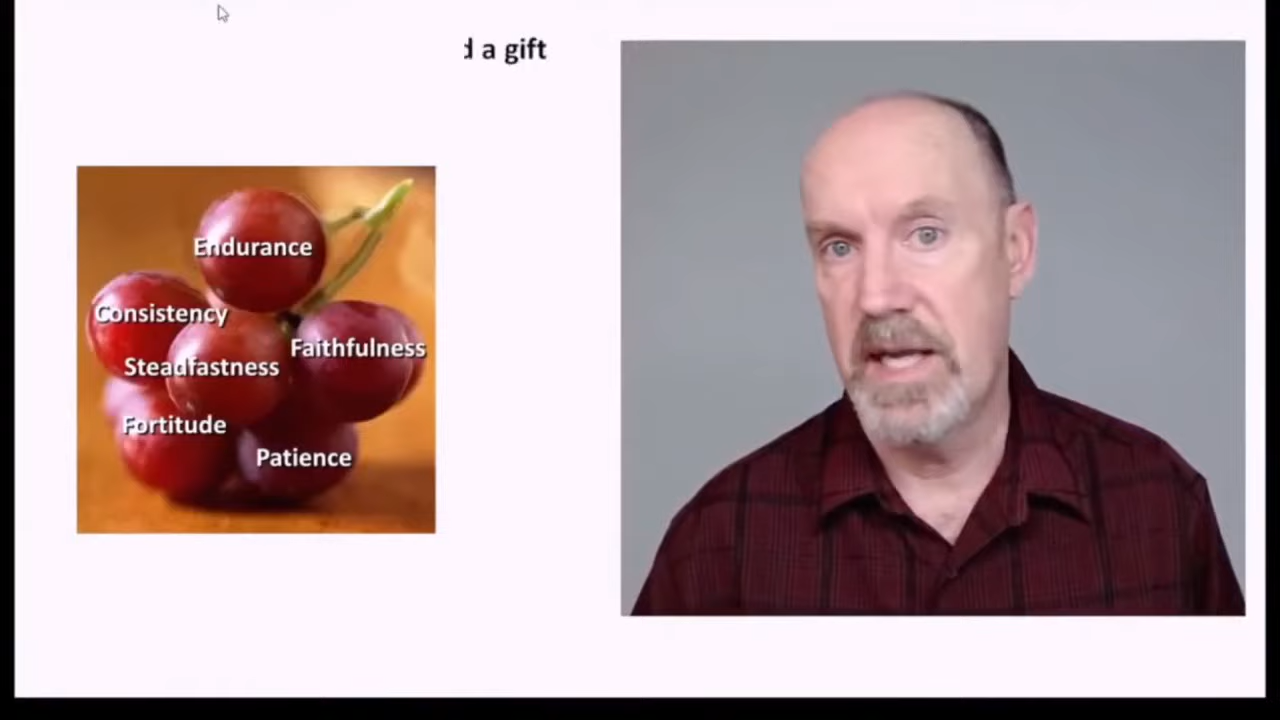 d a gift
Endurance
Consistency
Faithfulness
Steadfastness
Fortitude
Patience